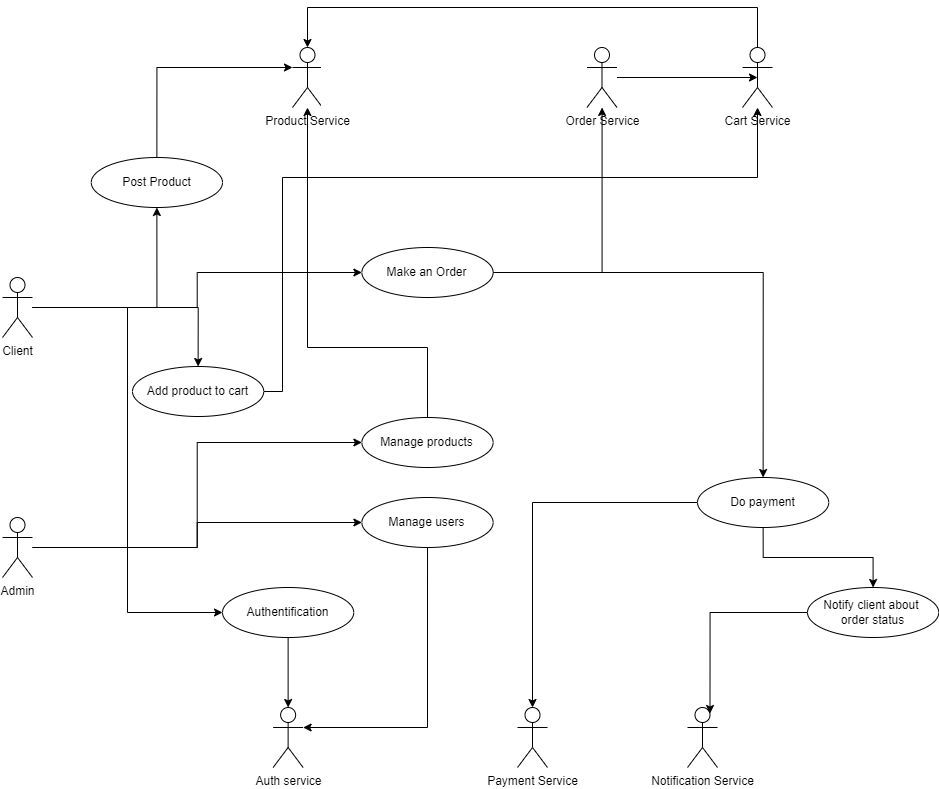 Product Service
Order Service
Cart Service
Post Product
Make an Order
Client
Add product to cart
Manage products
Do payment
Manage users
Admin
Authentification
Notify client about
order status
Auth service
Payment Service
Notification Service